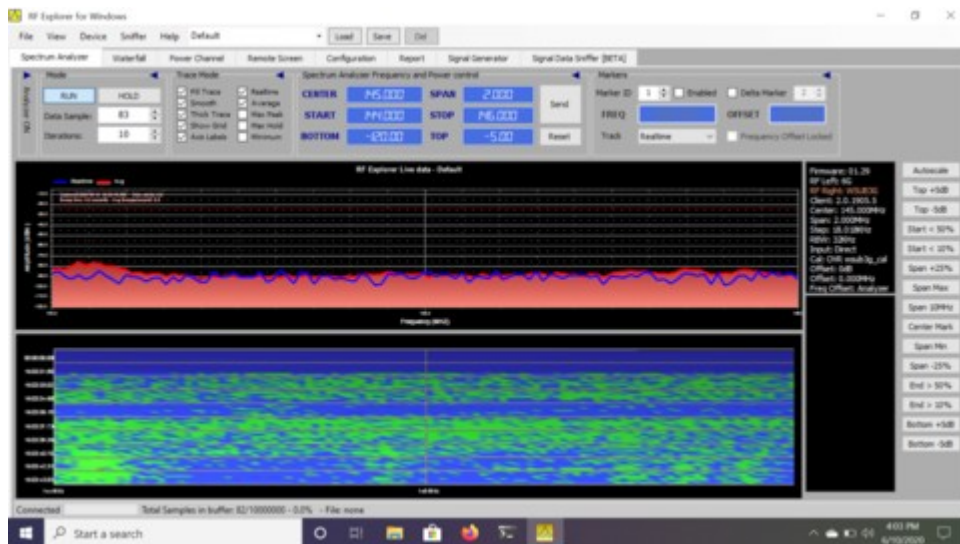 RF Explorer for Windows
File View Device Sniffer Help Default Load Save Del
Spectrum Analyzer Waterfall Power Channel Remote Screen Configuration Report Signal Generator Signal Data Sniffer [BETA]
Mode Trace Mode Spectrum Analyzer Frequency and Power control Markers
Analyzer ON
RUN HOLD
Data Sample: 83
Iterations: 10
Fill Trace Realtime
Smooth Average
Thick Trace Max Peak
Show Grid Max Hold
Axis Labels Minimum
CENTER 145.000 SPAN 2.000 Send
START 144.000 STOP 146.000
BOTTOM -120.00 TOP -5.00 Reset
Marker ID 1 Enabled Delta Marker 2
FREQ OFFSET
Track Realtime Frequency Offset Locked
RF Explorer Live data - Default
Realtime Avg
Amplitude (dBm)
Frequency (MHZ)
Firmware: 01.29
RF Left: 6G
RF Right: WSUB3G
Client: 2.0.1905.3
Center: 145.000MHz
Span: 2.000MHz
Input: Direct
Offset: 0dB
Offset: 0.000MHz
Freq Offset: Analyzer
Autoscale
Top +5dB
Top -5dB
Start < 50%
Start < 10%
Span +25%
Span Max
Span 10MHz
Center Mark
Span Min
Span -25%
End > 50%
End > 10%
Bottom +5dB
Bottom -5dB
Connected Total Samples in buffer: 82/10000000 - 0.0% - File: none
Start a search
4:03 PM
6/10/2020